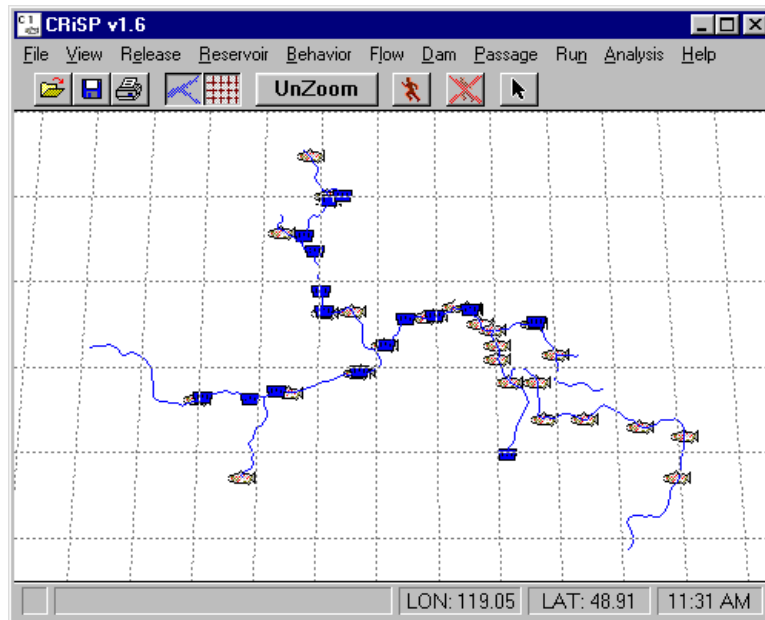 CRiSP v1.6
File View Release Reservoir Behavior Flow Dam Passage Run Analysis Help
UnZoom
LON: 119.05 LAT: 48.91 11:31 AM